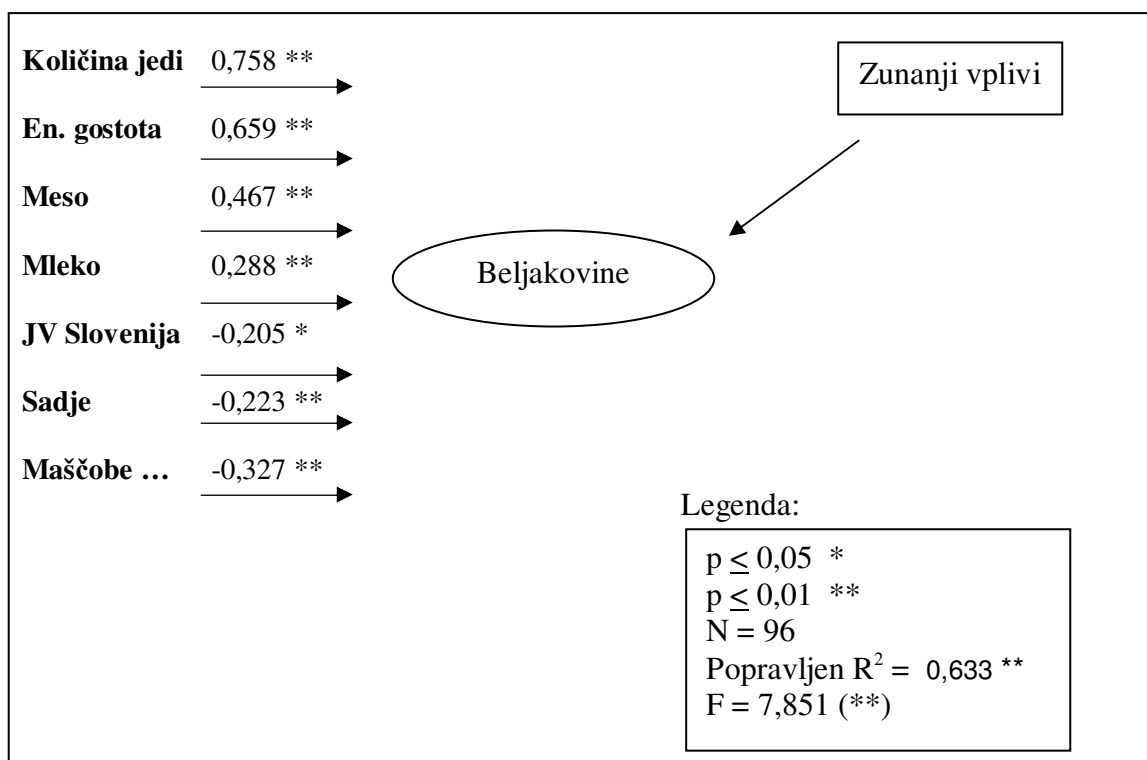 Količina jedi 0,758 **
Zunanji vplivi
En. gostota 0,659 **
Meso 0,467 **
Mleko 0,288 **
Beljakovine
JV Slovenija -0,205 *
Sadje -0,223 **
Maščobe … -0,327 **
Legenda:
p ≤ 0,05 *
p ≤ 0,01 **
N = 96
Popravljen R² = 0,633 **
F = 7,851 (**)